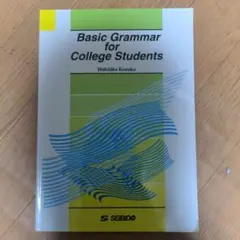 Basic Grammar
for
College Students
SEIBIDO